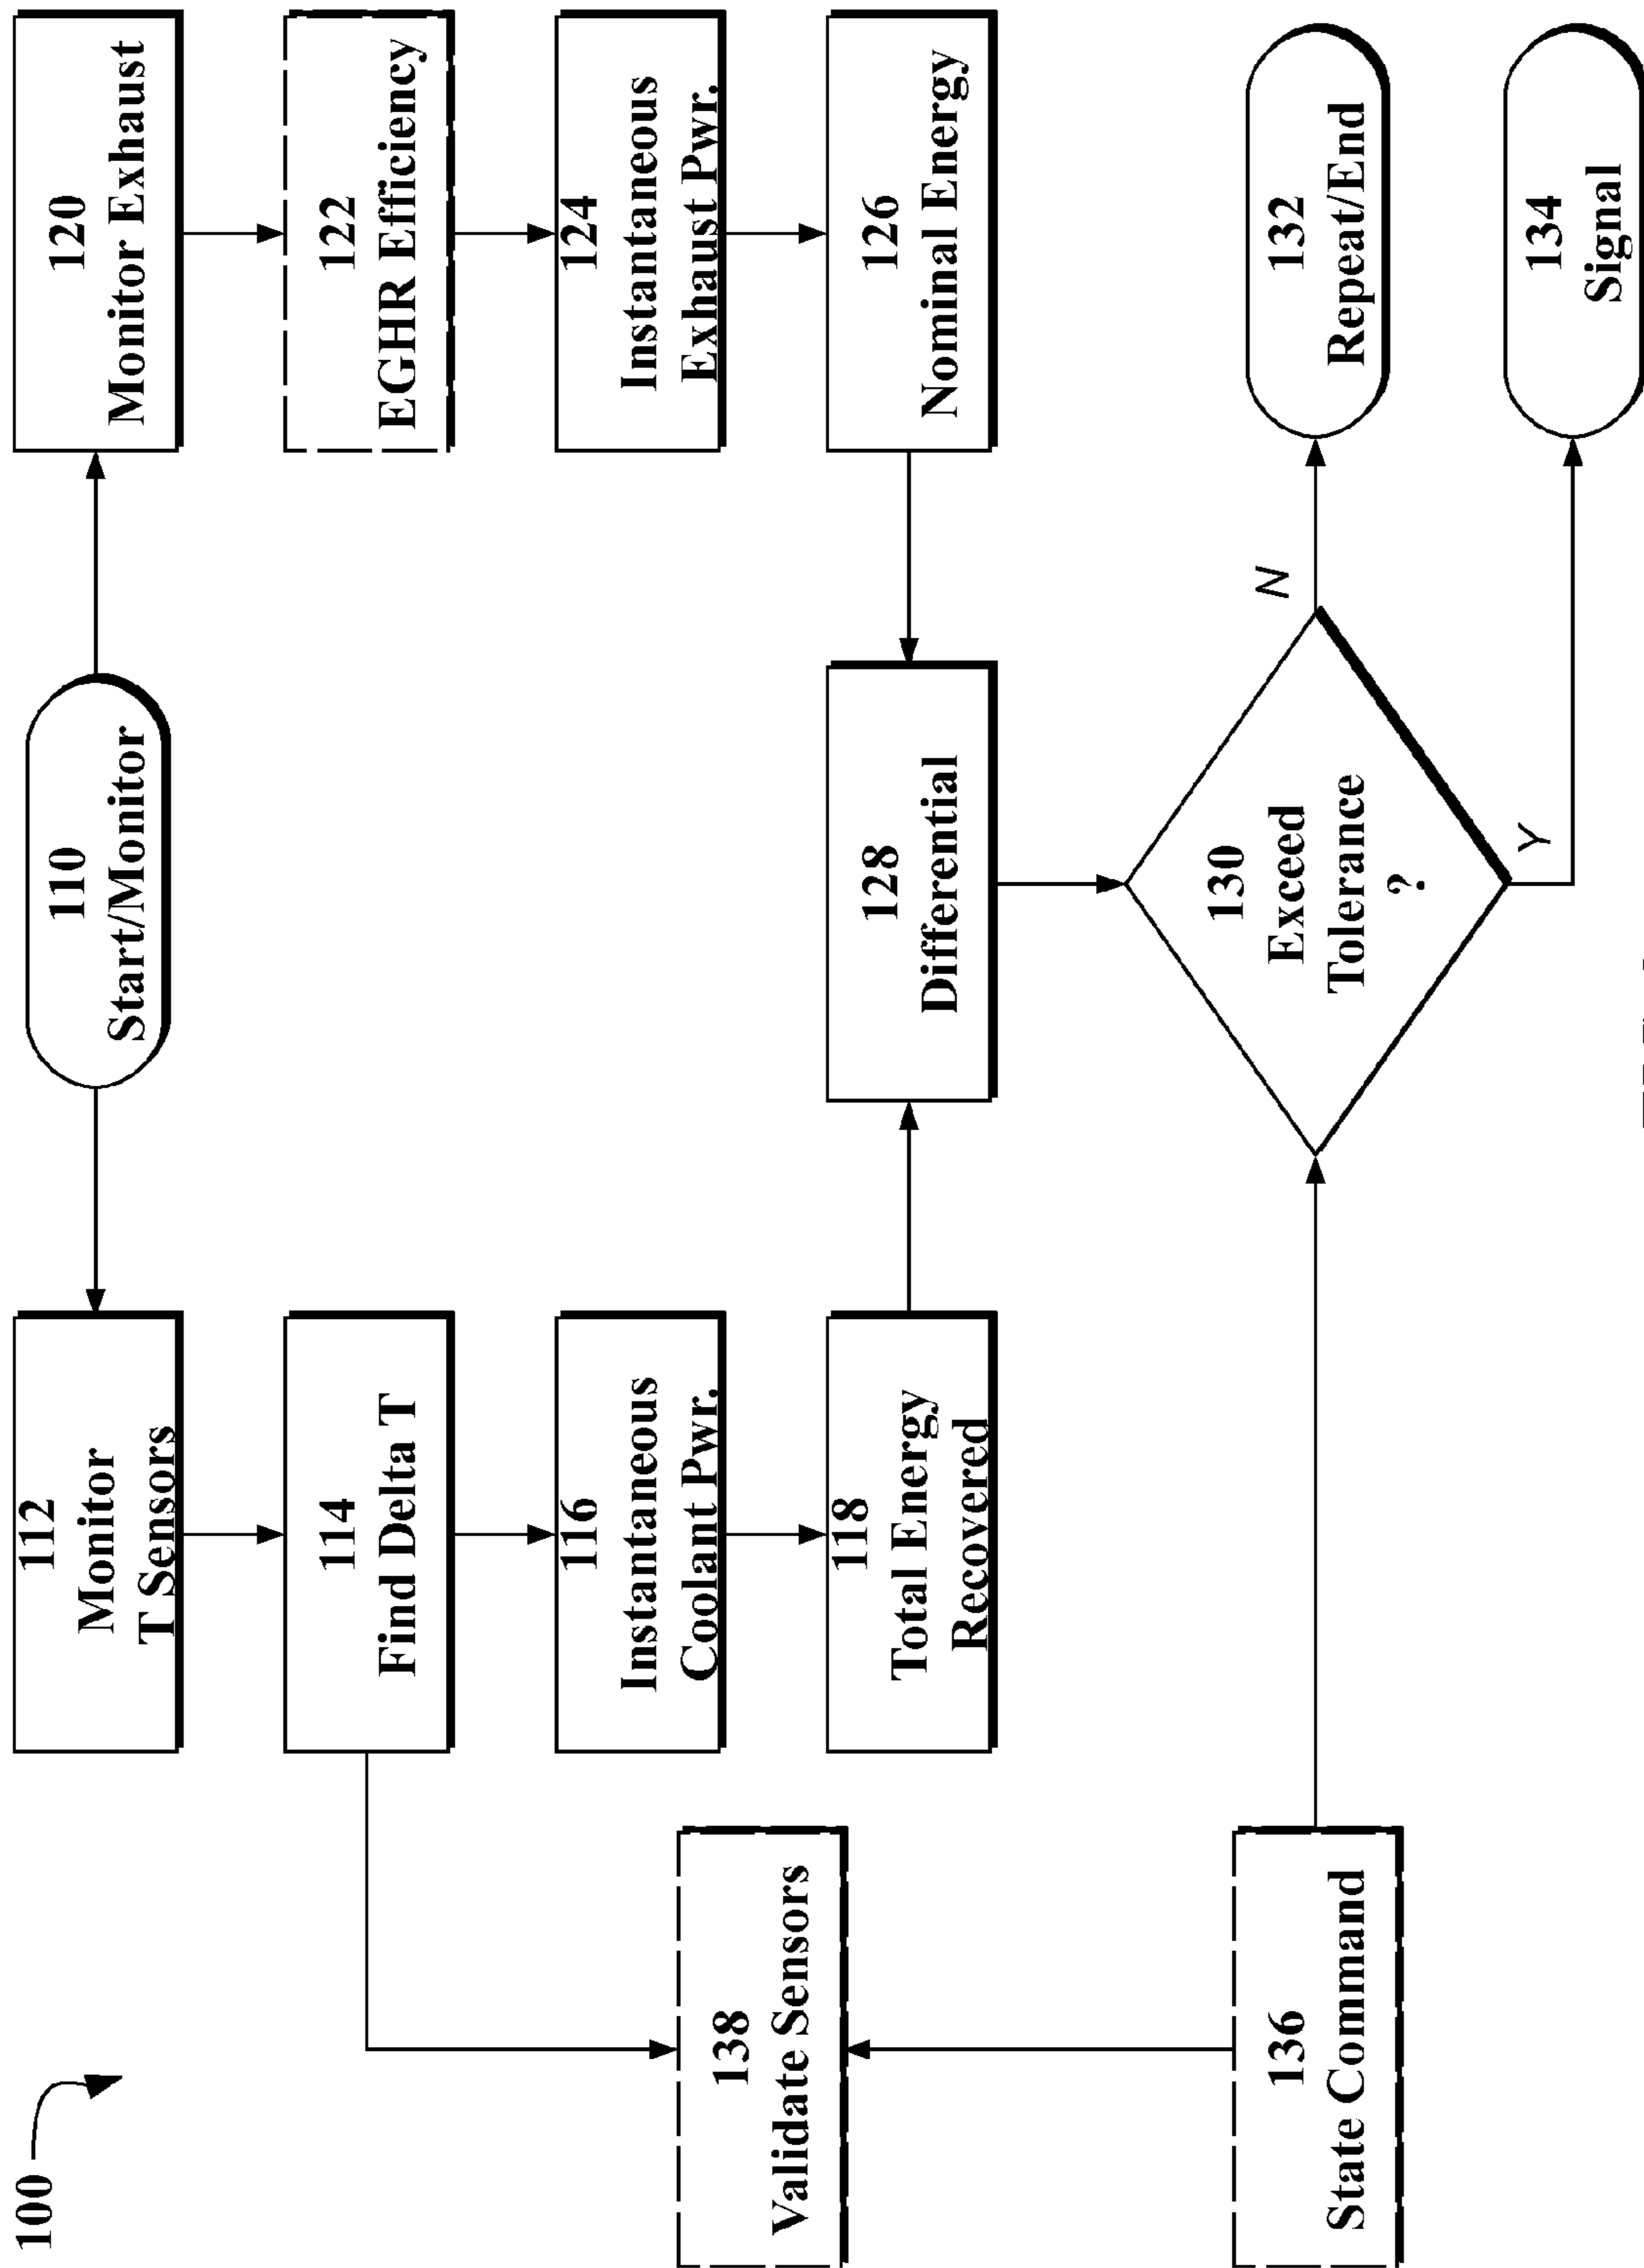 100
110
Start/Monitor
112
Monitor
T Sensors
120
Monitor Exhaust
114
Find Delta T
122
EGHR Efficiency
116
Instantaneous
Coolant Pwr.
124
Instantaneous
Exhaust Pwr.
118
Total Energy
Recovered
126
Nominal Energy
128
Differential
138
Validate Sensors
136
State Command
130
Exceed
Tolerance
?
N
132
Repeat/End
Y
134
Signal